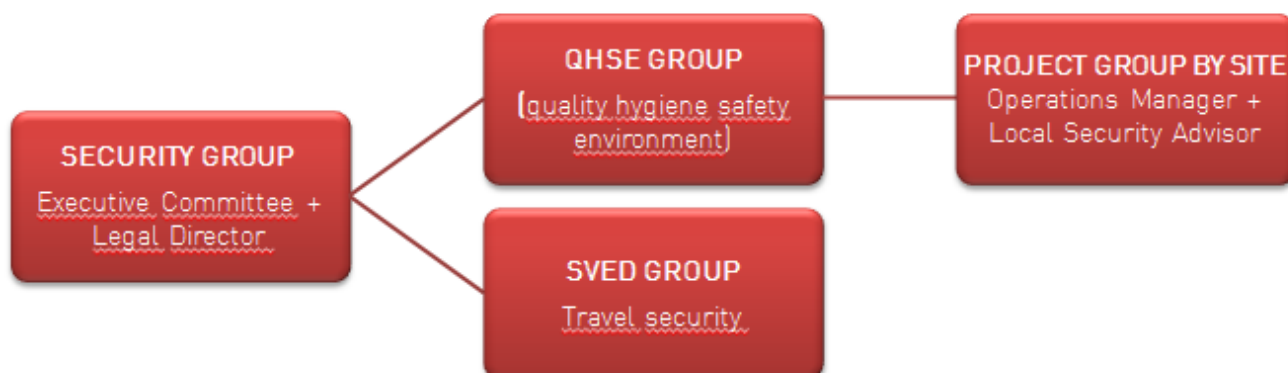 SECURITY GROUP
Executive Committee +
Legal Director
QHSE GROUP
(quality hygiene safety
environment)
SVED GROUP
Travel security
PROJECT GROUP BY SITE
Operations Manager +
Local Security Advisor